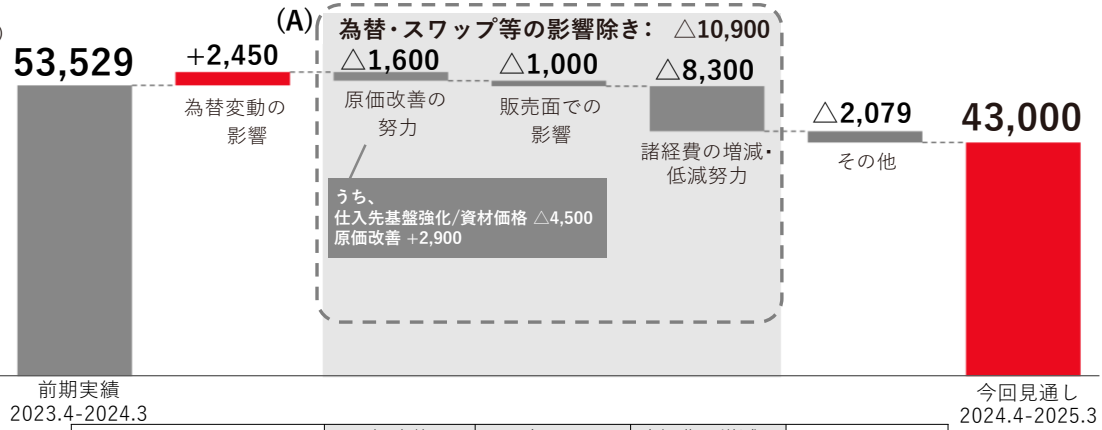 (A)
為替・スワップ等の影響除き： △10,900
53,529
+2,450
為替変動の
影響
△1,600
原価改善の
努力
△1,000
販売面での
影響
△8,300
諸経費の増減・
低減努力
△2,079
その他
43,000
うち、
仕入先基盤強化/資材価格 △4,500
原価改善 +2,900
前期実績
2023.4-2024.3
今回見通し
2024.4-2025.3